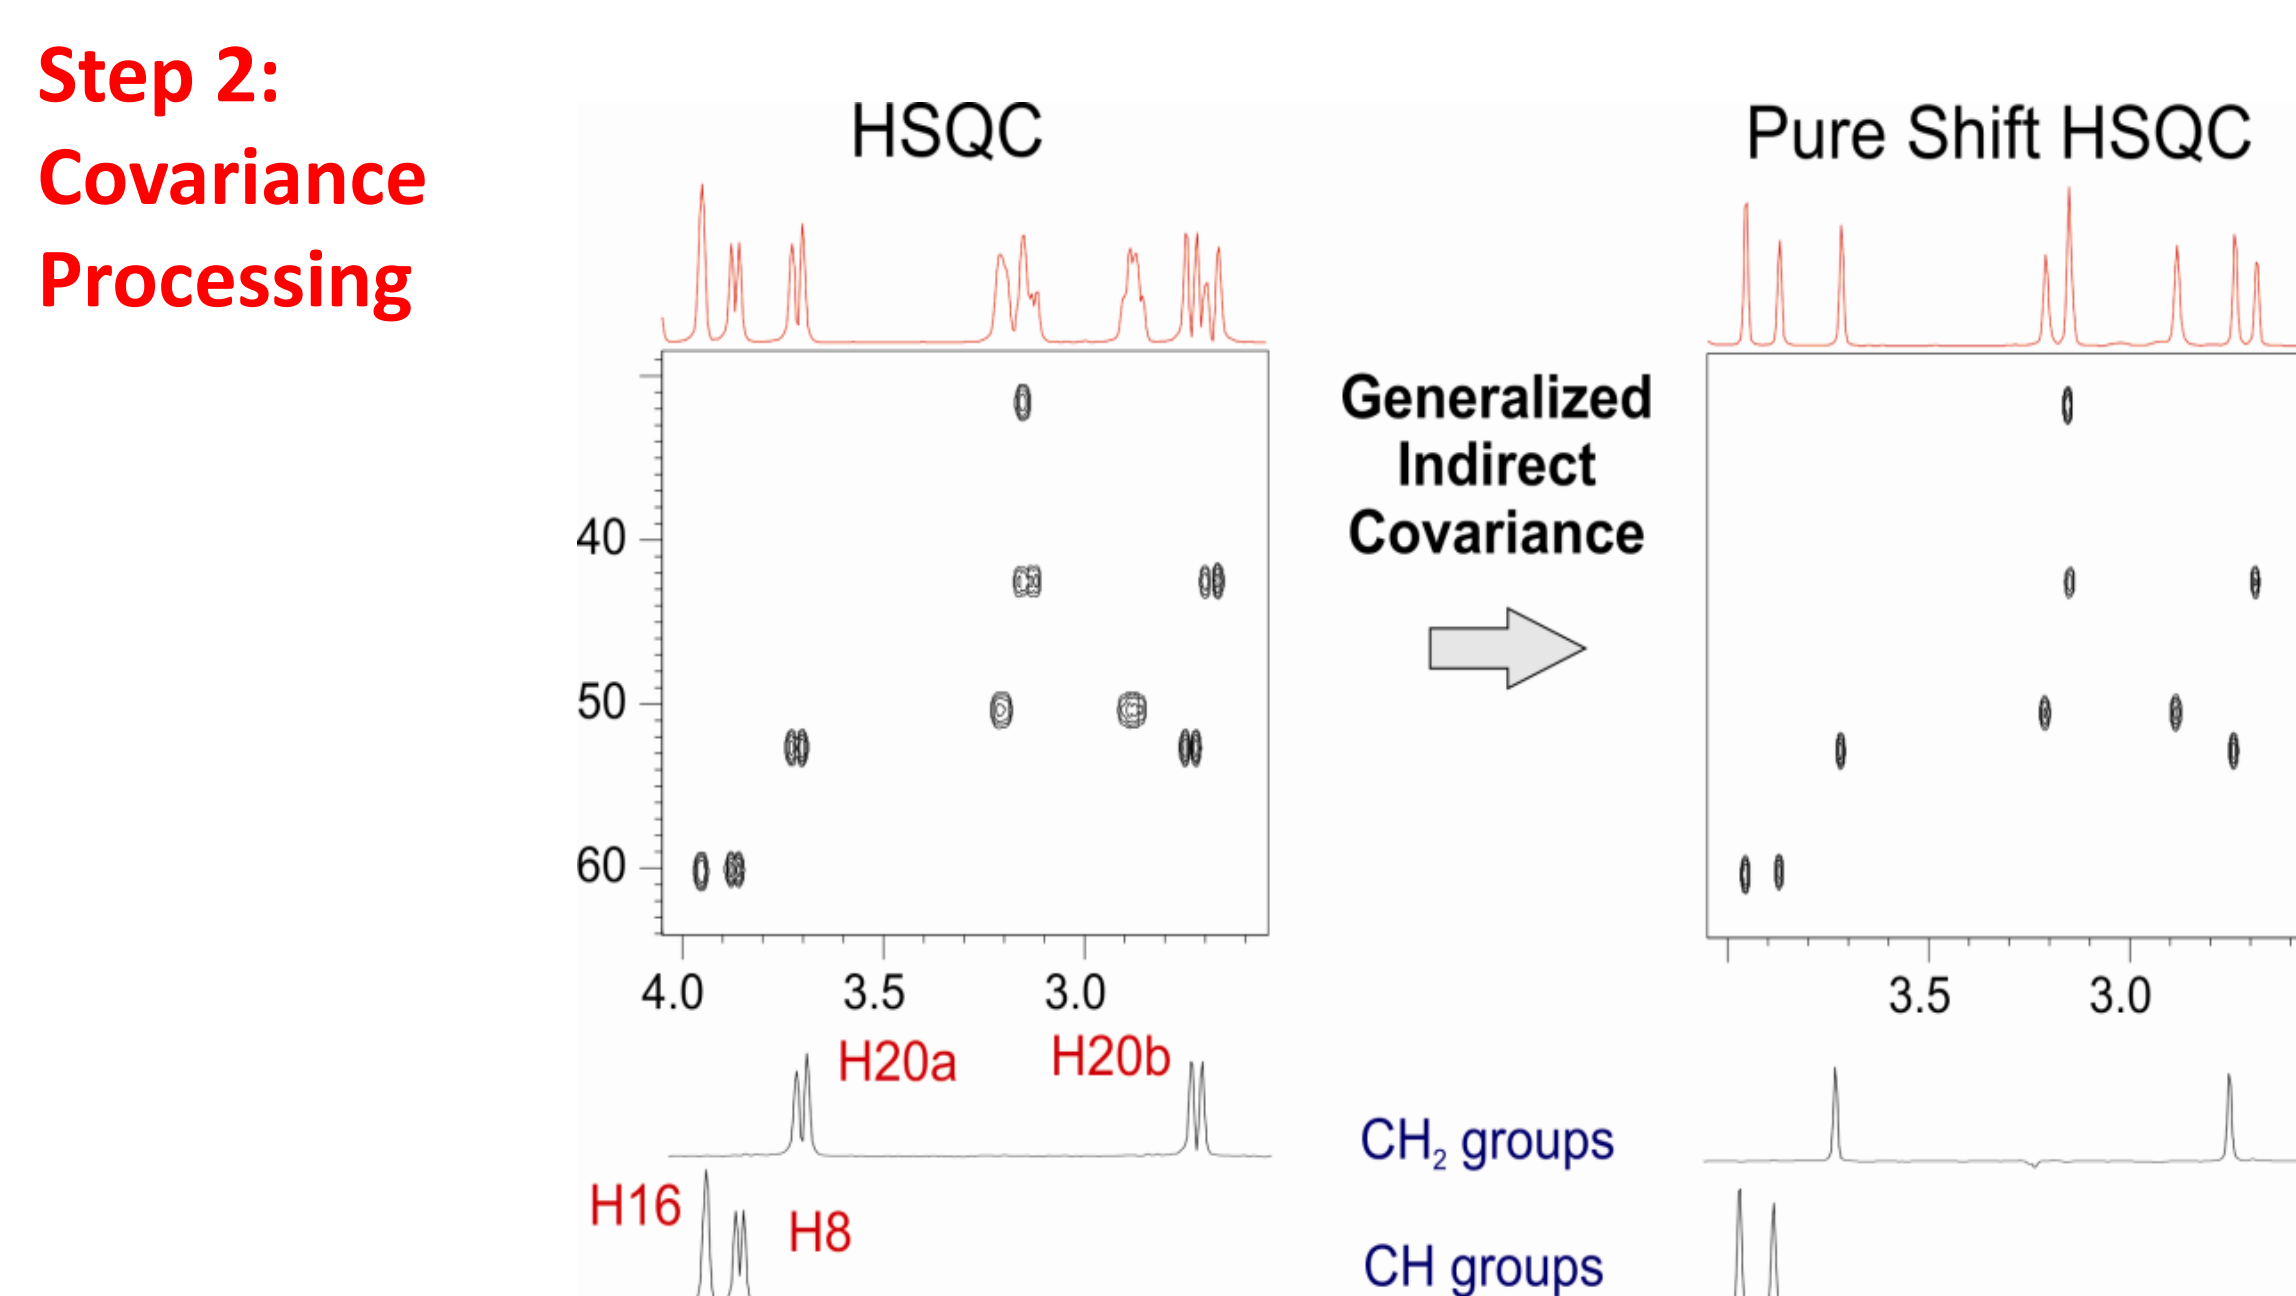 Step 2:
Covariance
Processing
HSQC
Pure Shift HSQC
Generalized
Indirect
Covariance
40
50
60
4.0 3.5 3.0
3.5 3.0
H20a H20b
CH₂ groups
H16 H8
CH groups